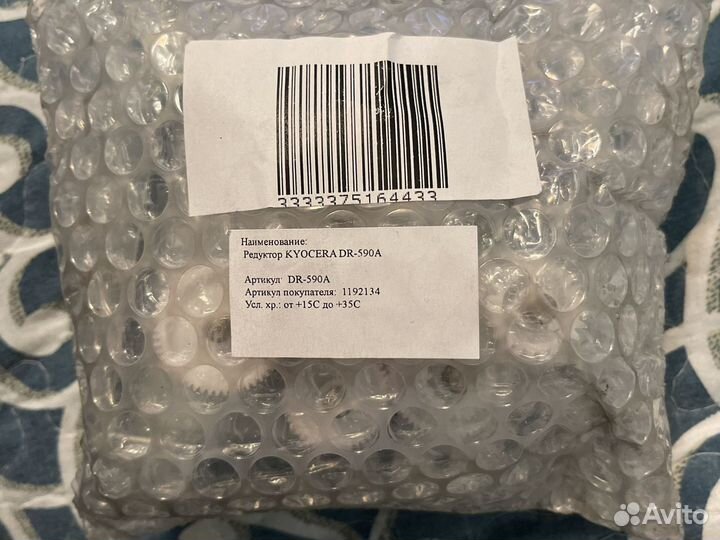 3333375164433
Наименование:
Редуктор KYOCERA DR-590A
Артикул: DR-590A
Артикул покупателя: 1192134
Усл. хр.: от +15С до +35С
Avito